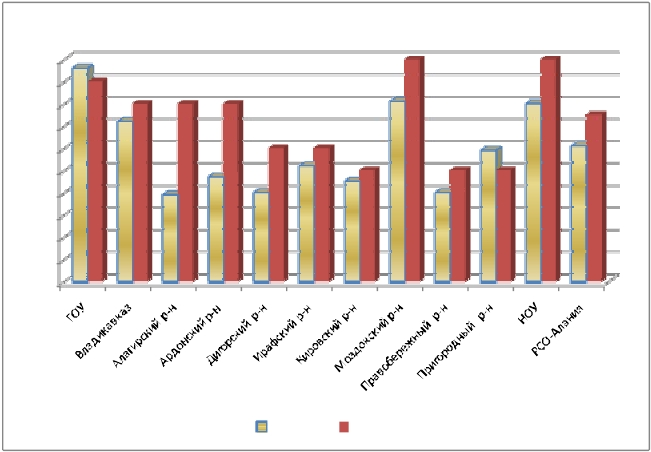 ГОУ
Владикавказ
Алагирский р-н
Ардонский р-н
Дигорский р-н
Ирафский р-н
Кировский р-н
Моздокский р-н
Правобережный р-н
Пригородный р-н
НОУ
РСО-Алания